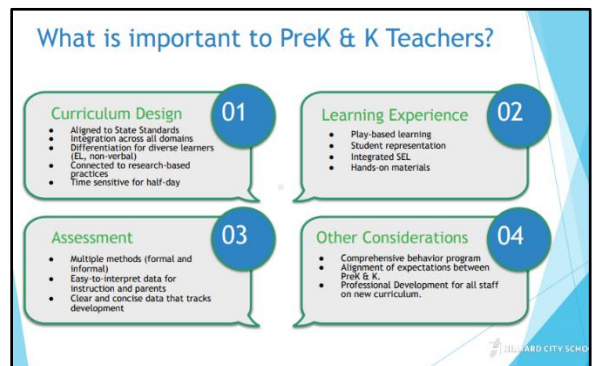 What is important to PreK & K Teachers?
Curriculum Design
01
● Aligned to State Standards
● Integration across all domains
● Differentiation for diverse learners
(EL, non-verbal)
● Connected to research-based
practices
● Time sensitive for half-day
Learning Experience
02
● Play-based learning
● Student representation
● Integrated SEL
● Hands-on materials
Assessment
03
● Multiple methods (formal and
informal)
● Easy-to-interpret data for
instruction and parents
● Clear and concise data that tracks
development
Other Considerations
04
● Comprehensive behavior program
● Alignment of expectations between
PreK & K.
● Professional Development for all staff
on new curriculum.
CITY